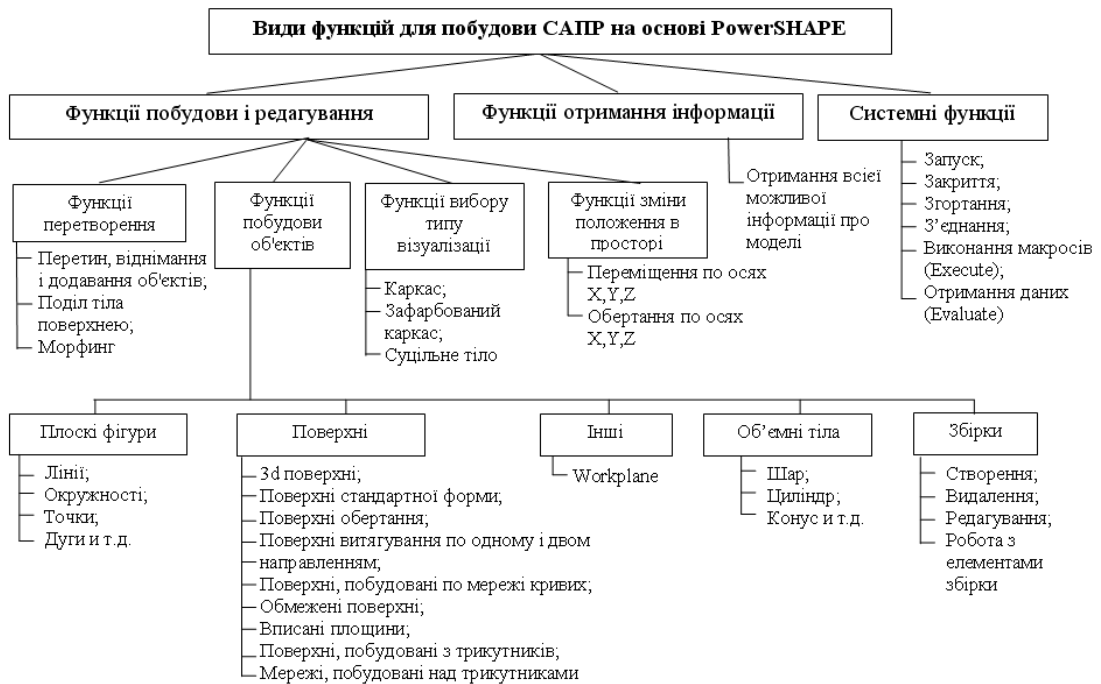 Види функцій для побудови САПР на основі PowerSHAPE
Функції побудови і редагування
Функції отримання інформації
Системні функції
Отримання всієї
можливої
інформації про
моделі
Запуск;
Закриття;
Згортання;
З’єднання;
Виконання макросів
(Execute);
Отримання даних
(Evaluate)
Функції
перетворення
Перетин, віднімання
і додавання об'єктів;
Поділ тіла
поверхнею;
Морфинг
Функції
побудови
об'єктів
Функції вибору
типу
візуалізації
Каркас;
Зафарбований
каркас;
Суцільне тіло
Функції зміни
положення в
просторі
Переміщення по осях
X,Y,Z
Обертання по осях
X,Y,Z
Плоскі фігури
Лінії;
Окружності;
Точки;
Дуги и т.д.
Поверхні
3d поверхні;
Поверхні стандартної форми;
Поверхні обертання;
Поверхні витягування по одному і двом
направленням;
Поверхні, побудовані по мережі кривих;
Обмежені поверхні;
Вписані площини;
Поверхні, побудовані з трикутників;
Мережі, побудовані над трикутниками
Інші
Workplane
Об’ємні тіла
Шар;
Циліндр;
Конус и т.д.
Збірки
Створення;
Видалення;
Редагування;
Робота з
елементами
збірки